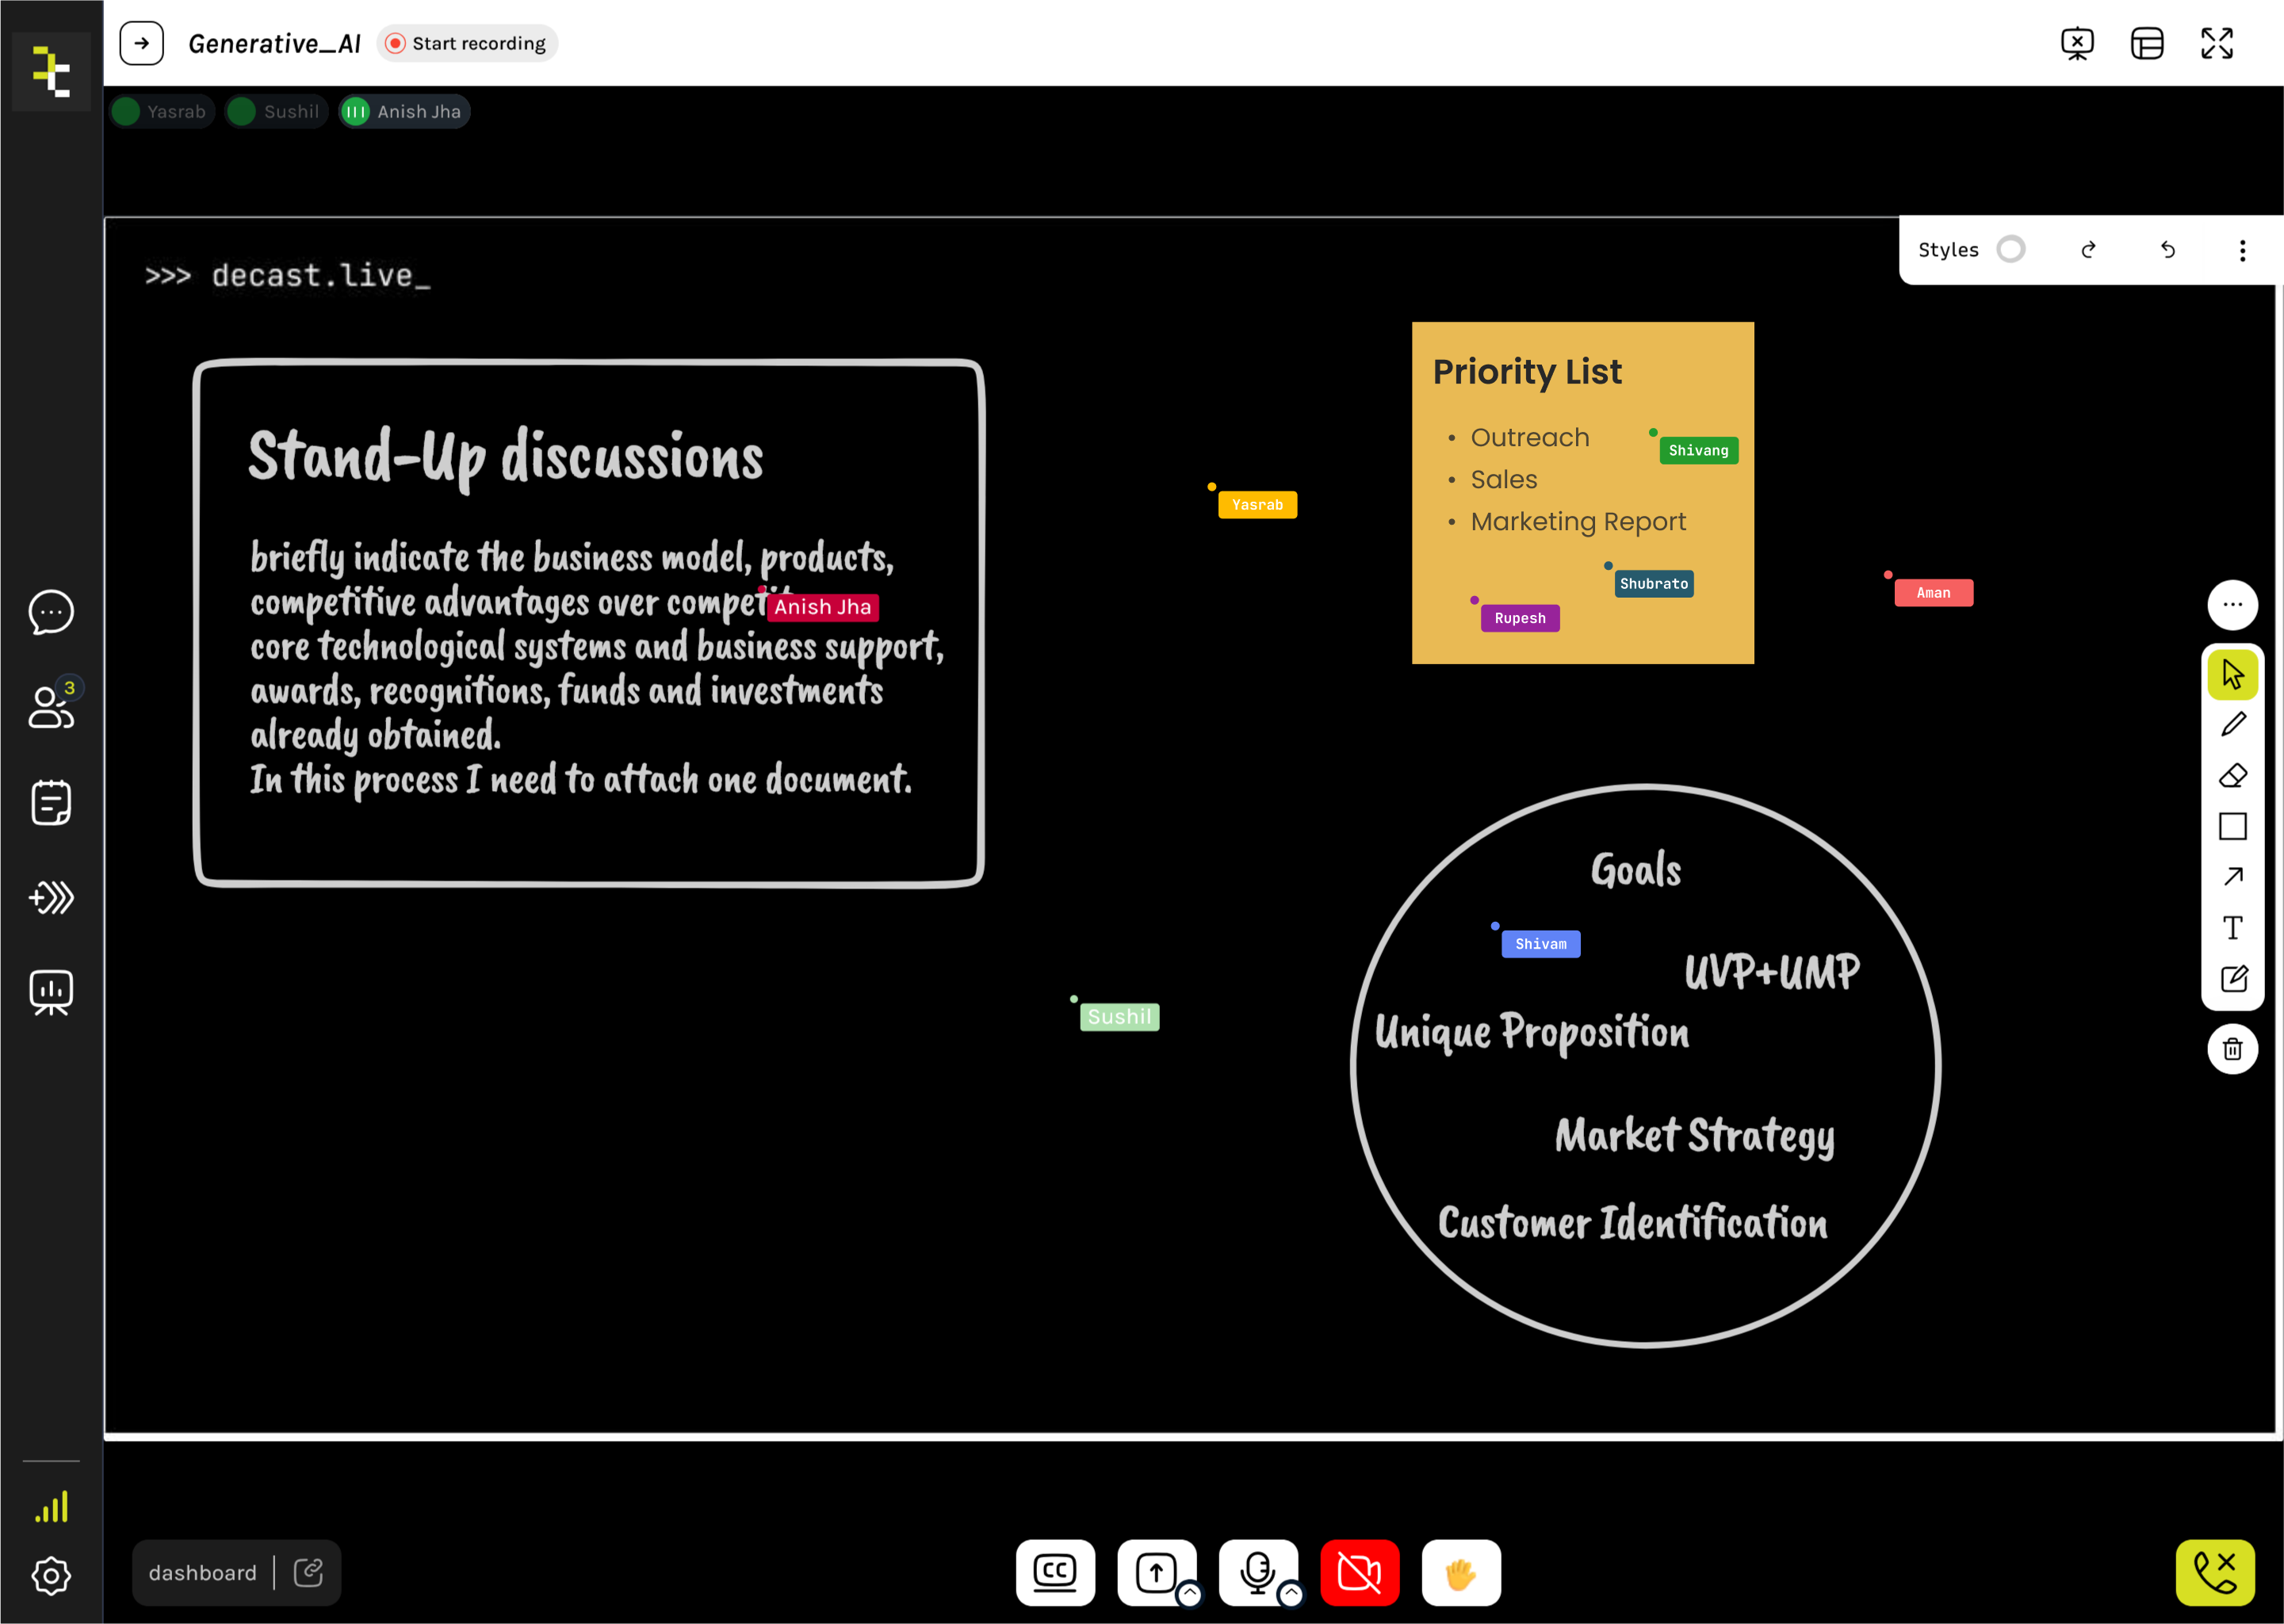 Generative_AI
Start recording
Yasrab
Sushil
Anish Jha
>>> decast.live_
Styles
Stand-Up discussions
briefly indicate the business model, products,
competitive advantages over
Anish Jha
core technological systems and business support,
awards, recognitions, funds and investments
already obtained.
In this process I need to attach one document.
Yasrab
Priority List
• Outreach
• Sales
• Marketing Report
Shivang
Shubrato
Rupesh
Aman
3
Goals
Shivam
UVP+UMP
Unique Proposition
Market Strategy
Customer Identification
Sushil
T
dashboard
CC